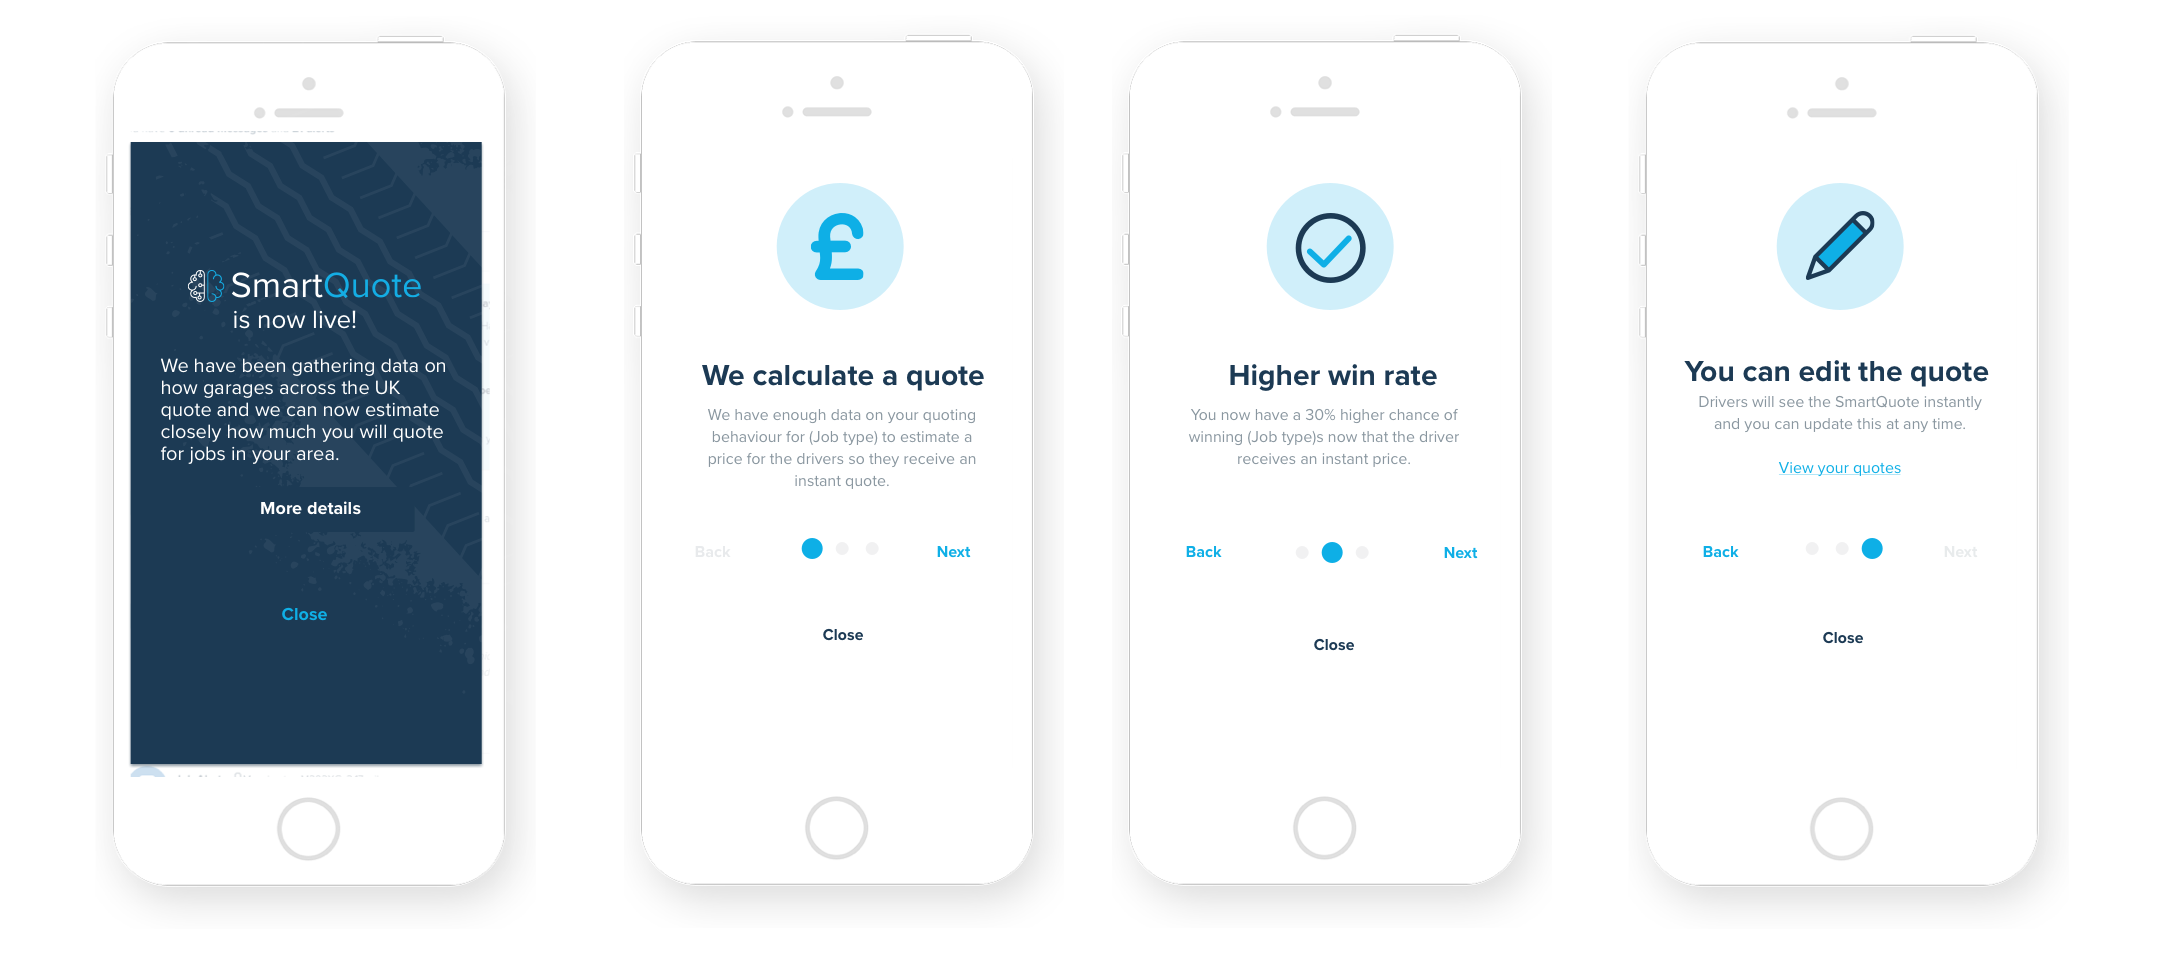 SmartQuote
is now live!
We have been gathering data on
how garages across the UK
quote and we can now estimate
closely how much you will quote
for jobs in your area.
More details
Close
We calculate a quote
We have enough data on your quoting
behaviour for (Job type) to estimate a
price for the drivers so they receive an
instant quote.
Back
Next
Close
Higher win rate
You now have a 30% higher chance of
winning (Job type)s now that the driver
receives an instant price.
Back
Next
Close
You can edit the quote
Drivers will see the SmartQuote instantly
and you can update this at any time.
View your quotes
Back
Next
Close